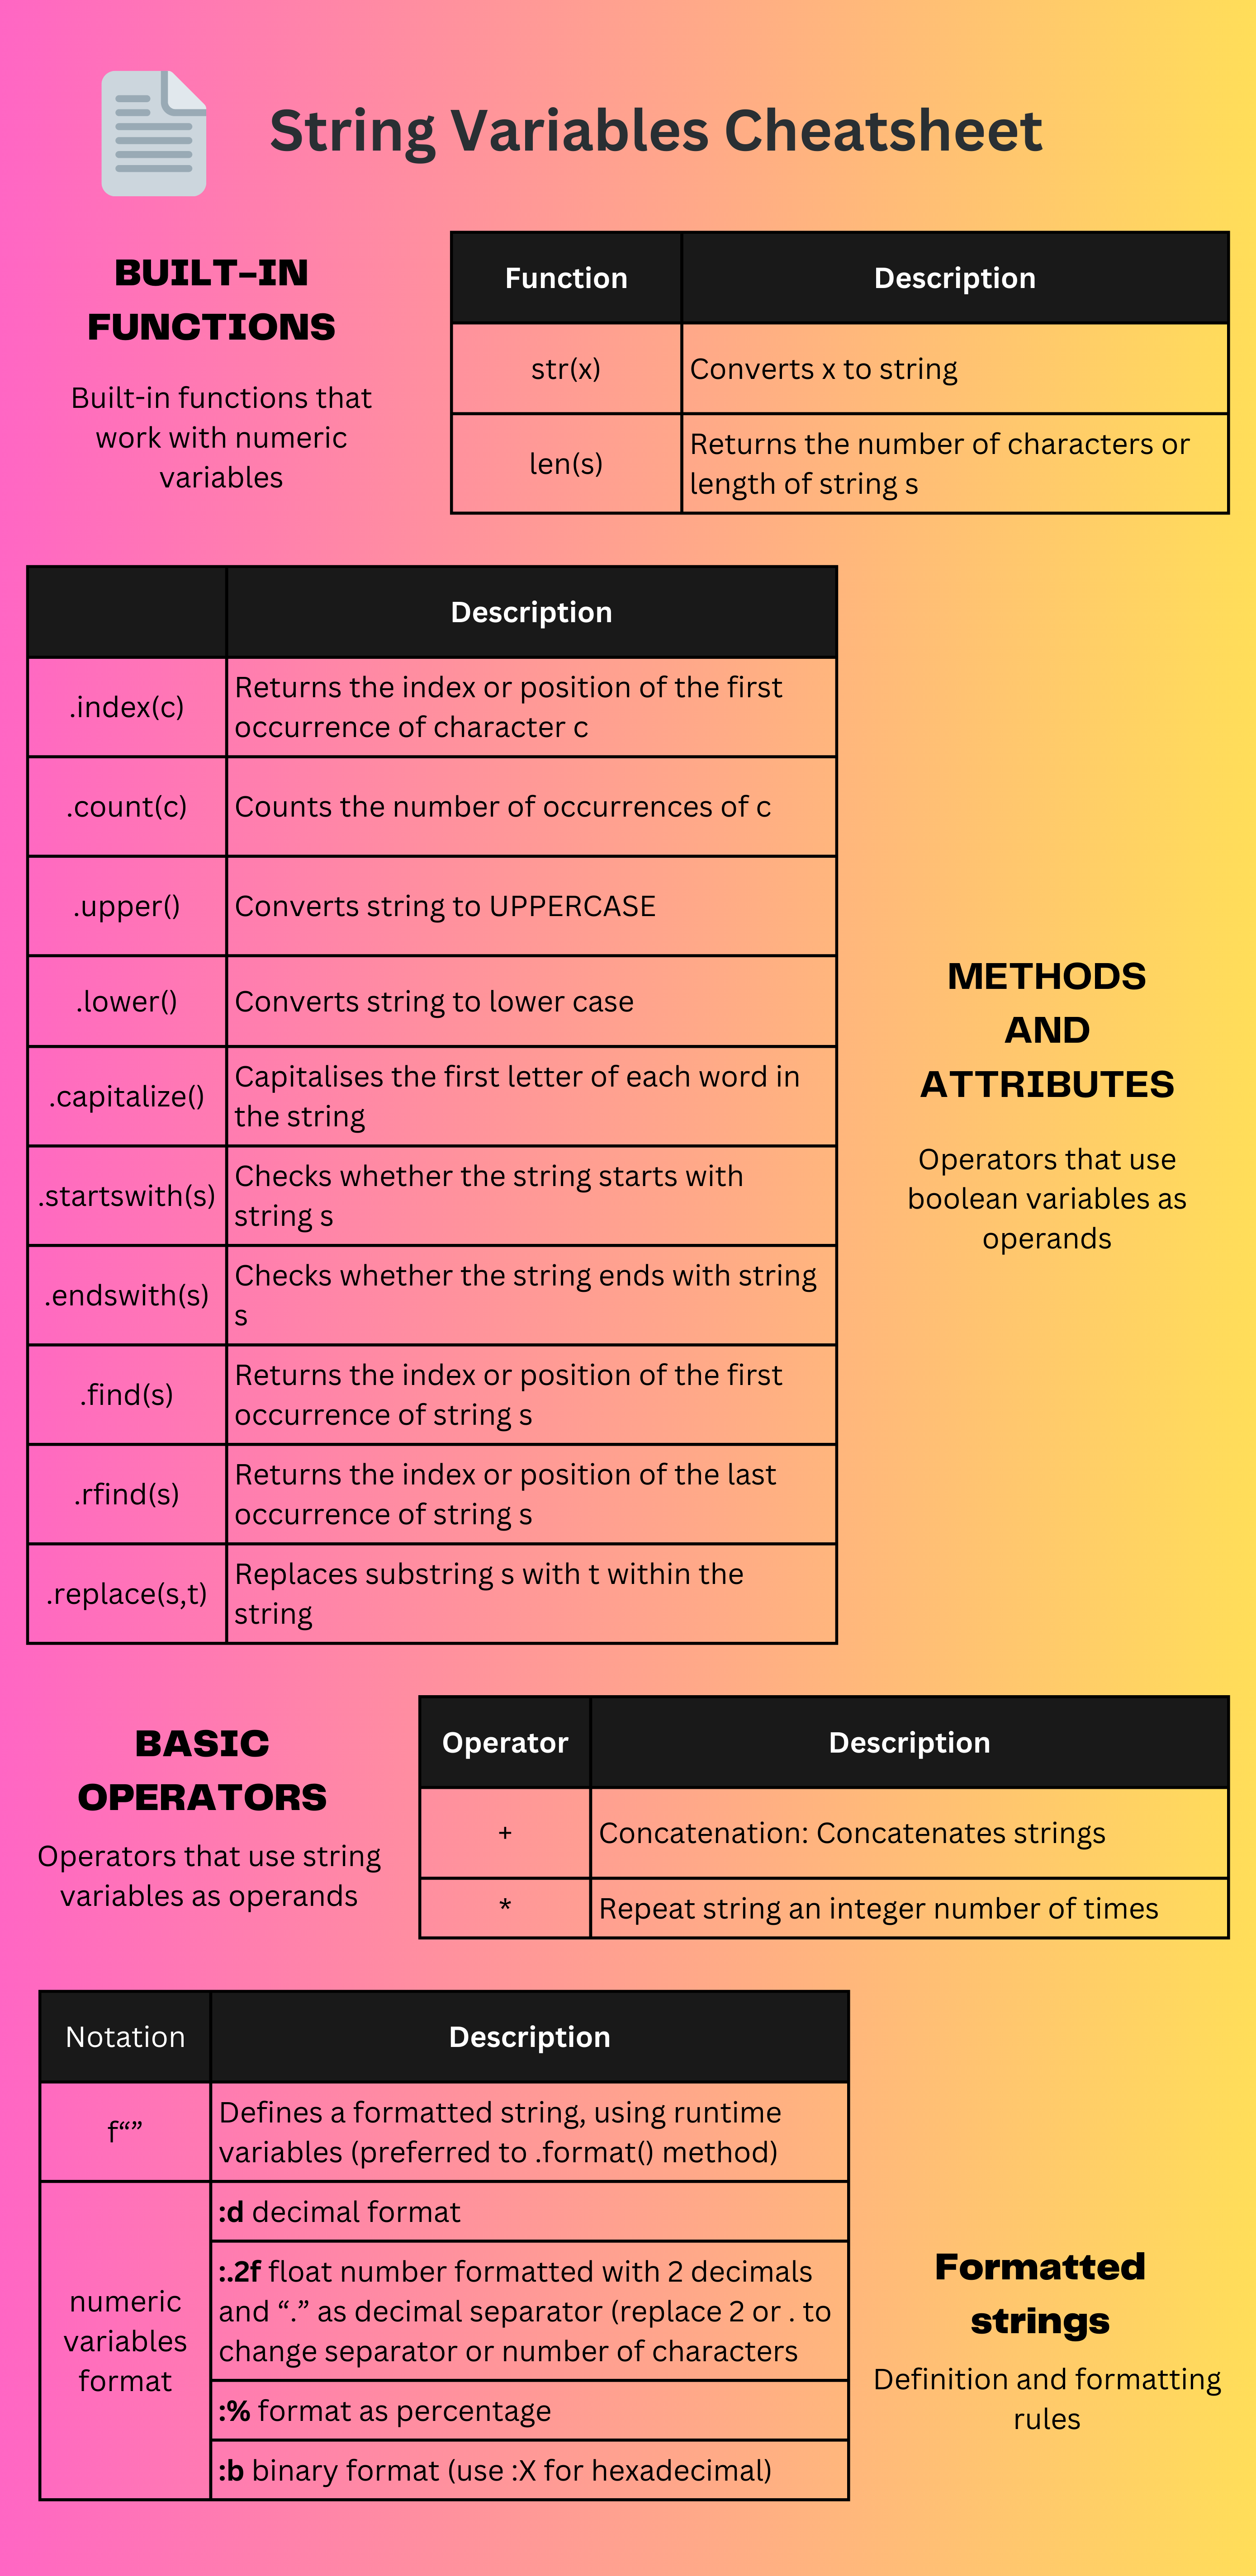 String Variables Cheatsheet
BUILT-IN
FUNCTIONS
Built-in functions that
work with numeric
variables
Function Description
str(x) Converts x to string
len(s) Returns the number of characters or
length of string s
Description
.index(c) Returns the index or position of the first
occurrence of character c
.count(c) Counts the number of occurrences of c
.upper() Converts string to UPPERCASE
.lower() Converts string to lower case
.capitalize() Capitalises the first letter of each word in
the string
.startswith(s) Checks whether the string starts with
string s
.endswith(s) Checks whether the string ends with string
s
.find(s) Returns the index or position of the first
occurrence of string s
.rfind(s) Returns the index or position of the last
occurrence of string s
.replace(s,t) Replaces substring s with t within the
string
METHODS
AND
ATTRIBUTES
Operators that use
boolean variables as
operands
BASIC
OPERATORS
Operators that use string
variables as operands
Operator Description
+ Concatenation: Concatenates strings
* Repeat string an integer number of times
Notation Description
f“” Defines a formatted string, using runtime
variables (preferred to .format() method)
numeric
variables
format
:d decimal format
:.2f float number formatted with 2 decimals
and “.” as decimal separator (replace 2 or . to
change separator or number of characters
:% format as percentage
:b binary format (use :X for hexadecimal)
Formatted
strings
Definition and formatting
rules